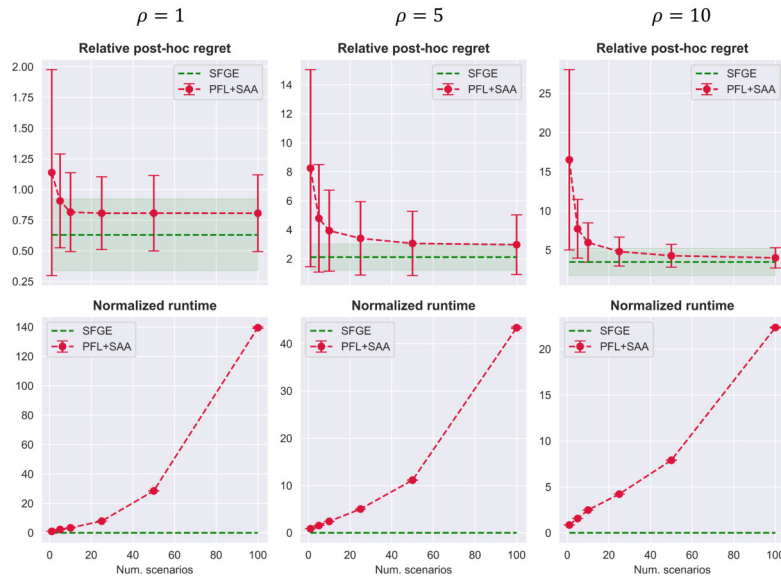 ρ = 1
ρ = 5
ρ = 10
Relative post-hoc regret
2.00
1.75
1.50
1.25
1.00
0.75
0.50
0.25
SFGE
PFL+SAA
Relative post-hoc regret
14
12
10
8
6
4
2
SFGE
PFL+SAA
Relative post-hoc regret
25
20
15
10
5
SFGE
PFL+SAA
Normalized runtime
140
120
100
80
60
40
20
0
SFGE
PFL+SAA
0 20 40 60 80 100
Num. scenarios
Normalized runtime
40
30
20
10
0
SFGE
PFL+SAA
0 20 40 60 80 100
Num. scenarios
Normalized runtime
20
15
10
5
0
SFGE
PFL+SAA
0 20 40 60 80 100
Num. scenarios